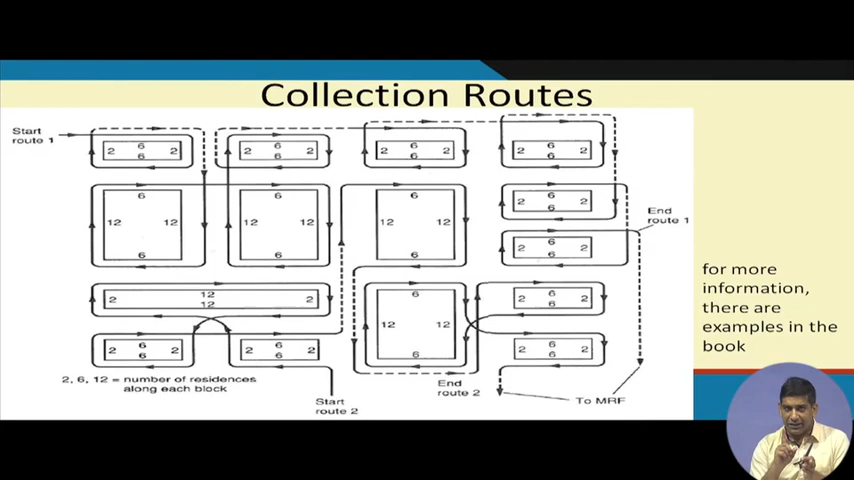 Collection Routes
Start
route 1
6
2 2
6
6
2 2
6
6
2 2
6
6
2 2
6
6
12 12
6
6
12 12
6
6
12 12
6
6
2 2
6
6
2 2
6
End
route 1
12
2 2
12
6
12 12
6
6
2 2
6
6
2 2
6
6
2 2
6
6
2 2
6
2, 6, 12 = number of residences
along each block
Start
route 2
End
route 2
To MRF
for more
information,
there are
examples in the
book